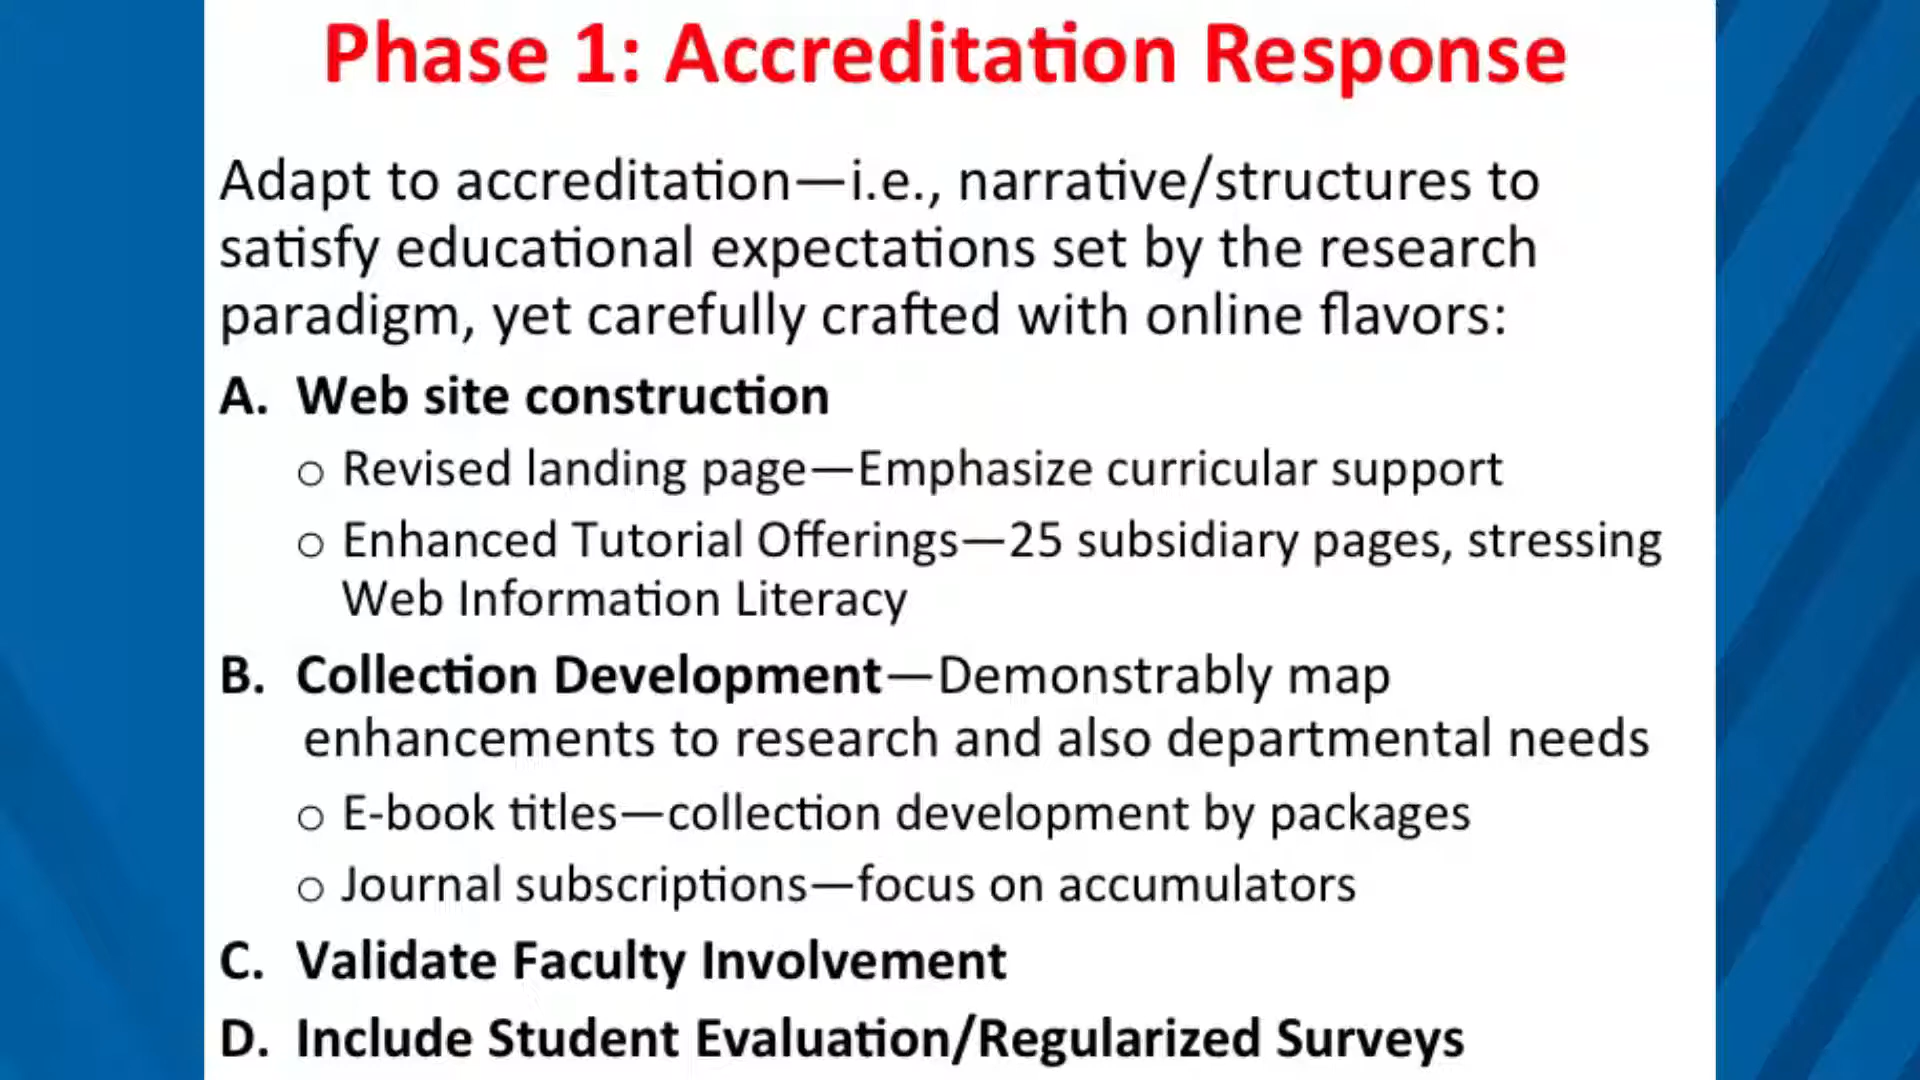 Phase 1: Accreditation Response
Adapt to accreditation—i.e., narrative/structures to
satisfy educational expectations set by the research
paradigm, yet carefully crafted with online flavors:
A. Web site construction
o Revised landing page—Emphasize curricular support
o Enhanced Tutorial Offerings—25 subsidiary pages, stressing
Web Information Literacy
B. Collection Development—Demonstrably map
enhancements to research and also departmental needs
o E-book titles—collection development by packages
o Journal subscriptions—focus on accumulators
C. Validate Faculty Involvement
D. Include Student Evaluation/Regularized Surveys